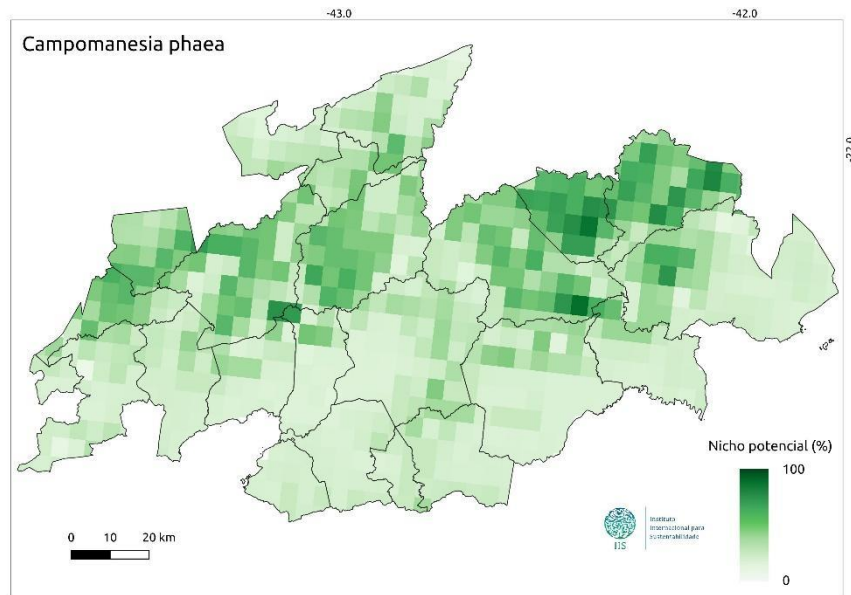 -43.0
-42.0
Campomanesia phaea
-22.0
Nicho potencial (%)
100
0
0 10 20 km
IIS
Instituto
Internacional para
Sustentabilidade